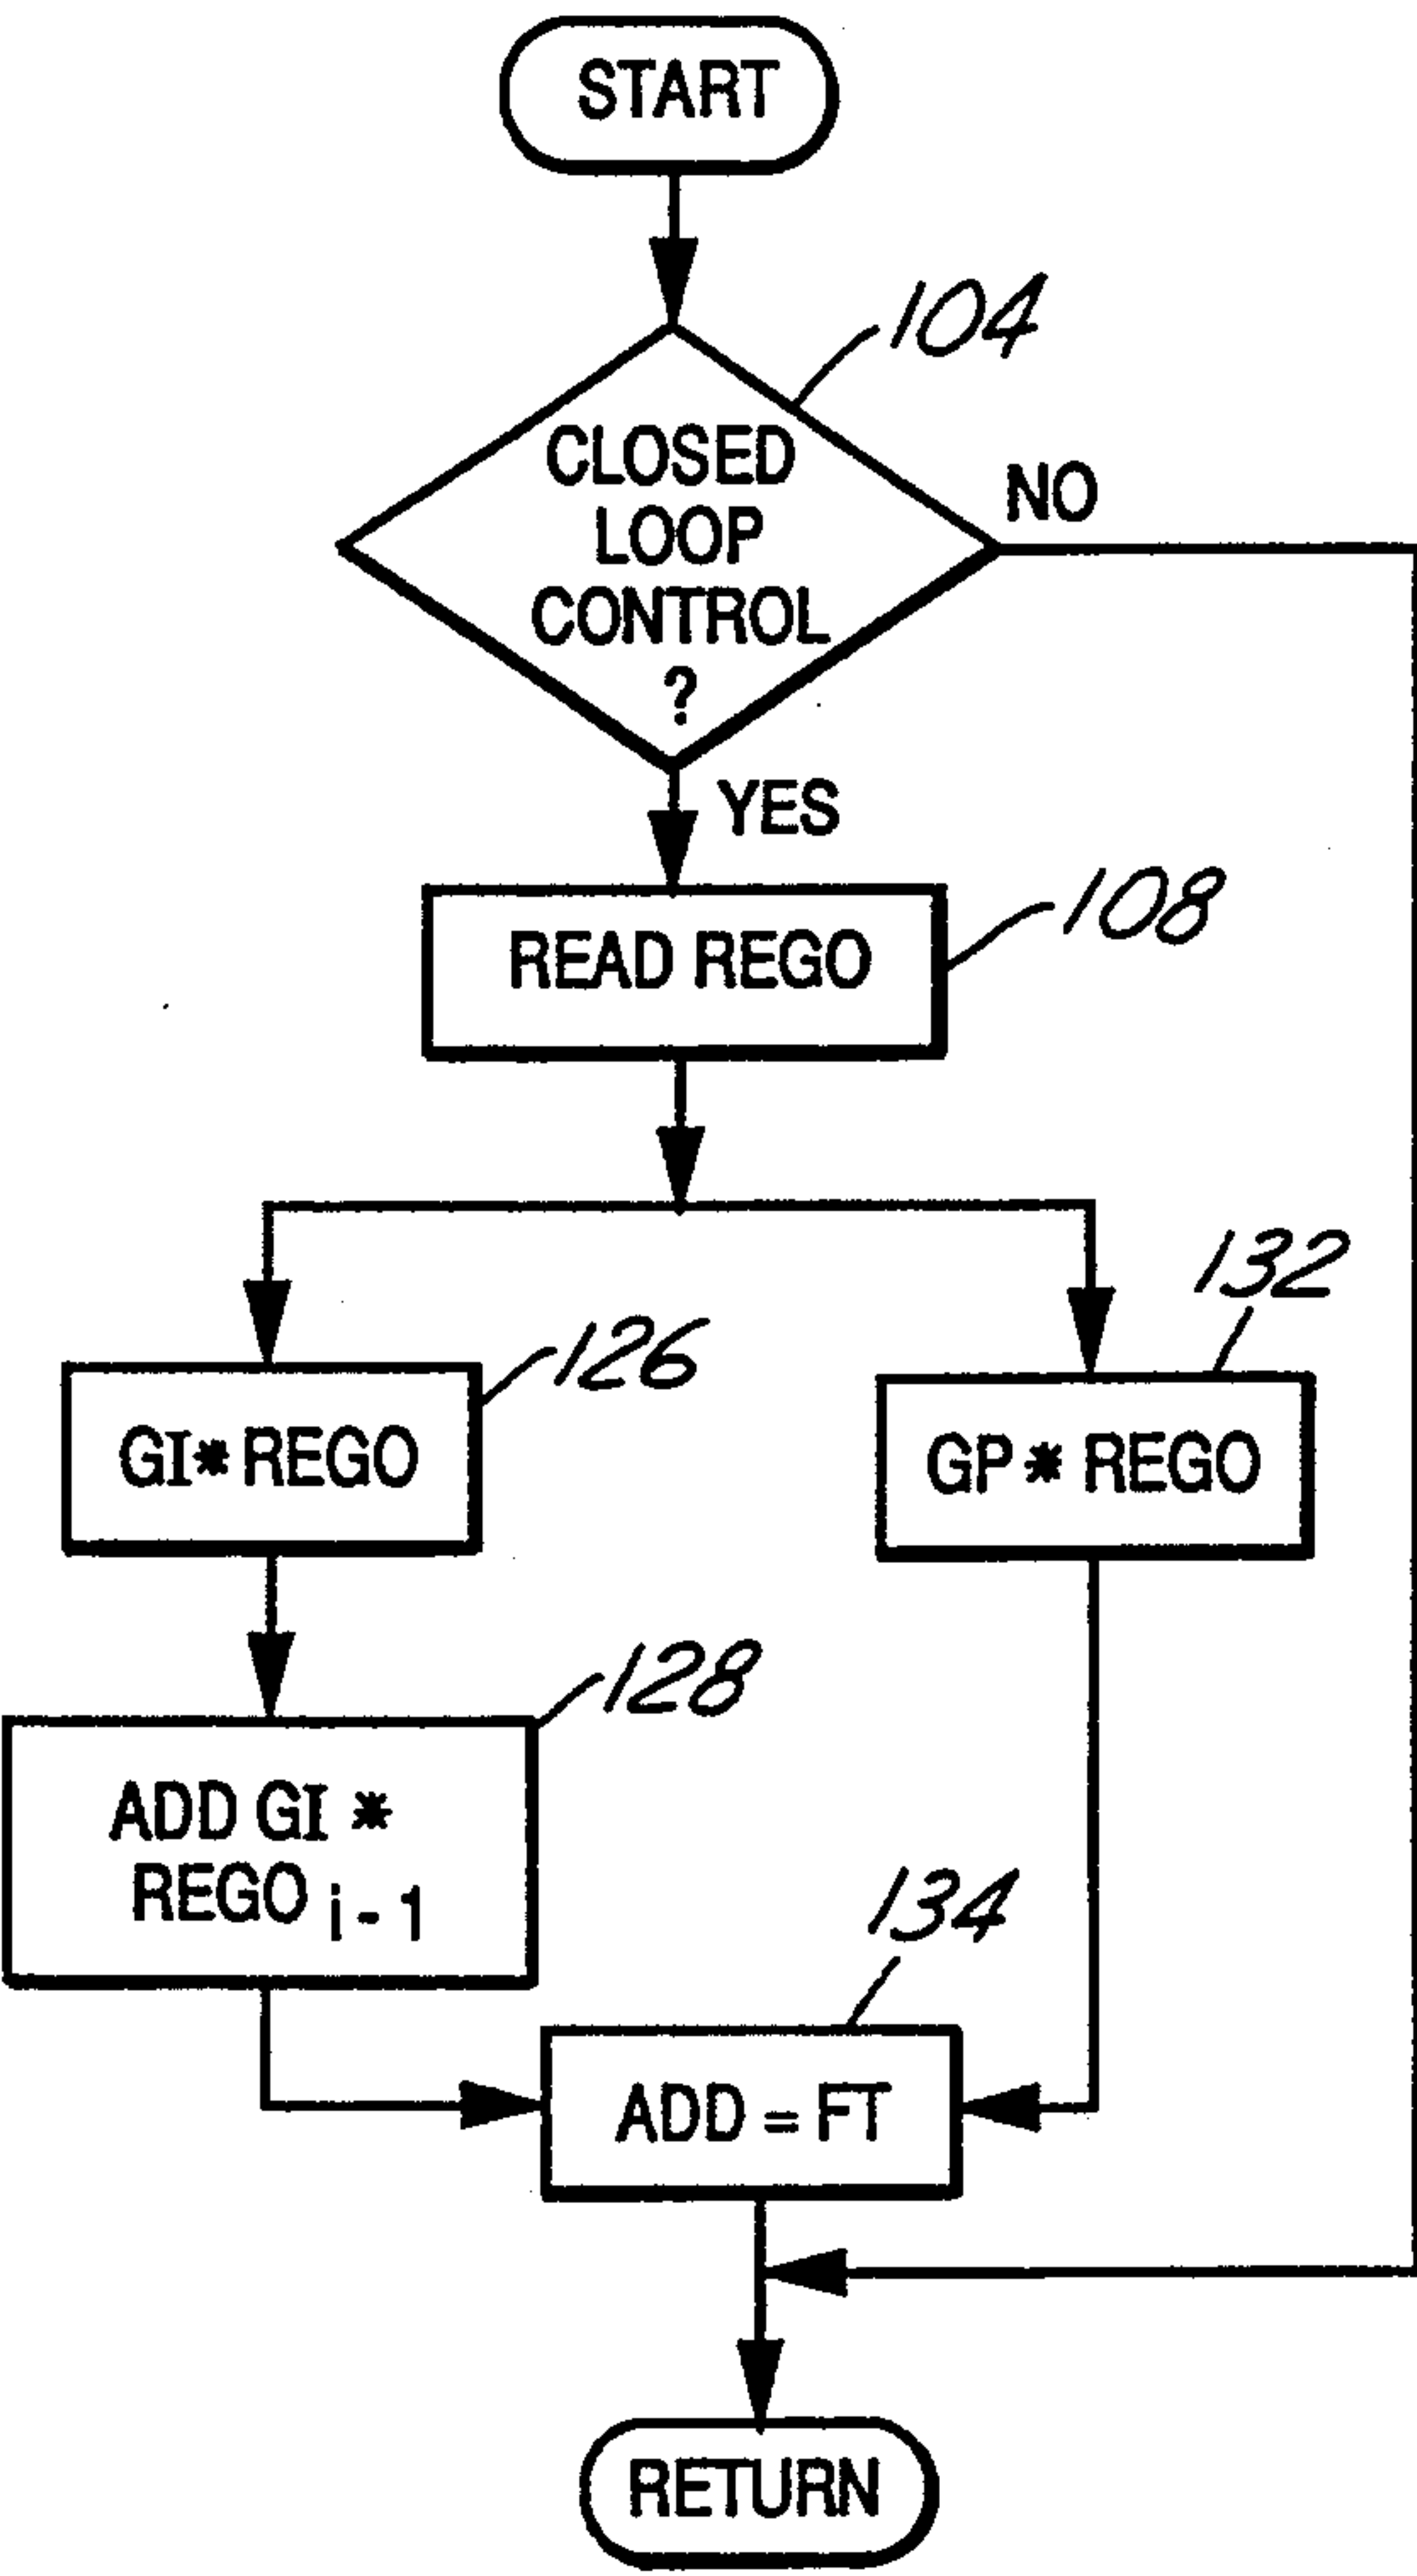 START
104
CLOSED
LOOP
CONTROL
?
NO
YES
READ REGO
108
126
132
GI* REGO
GP * REGO
128
ADD GI *
REGO i - 1
134
ADD = FT
RETURN